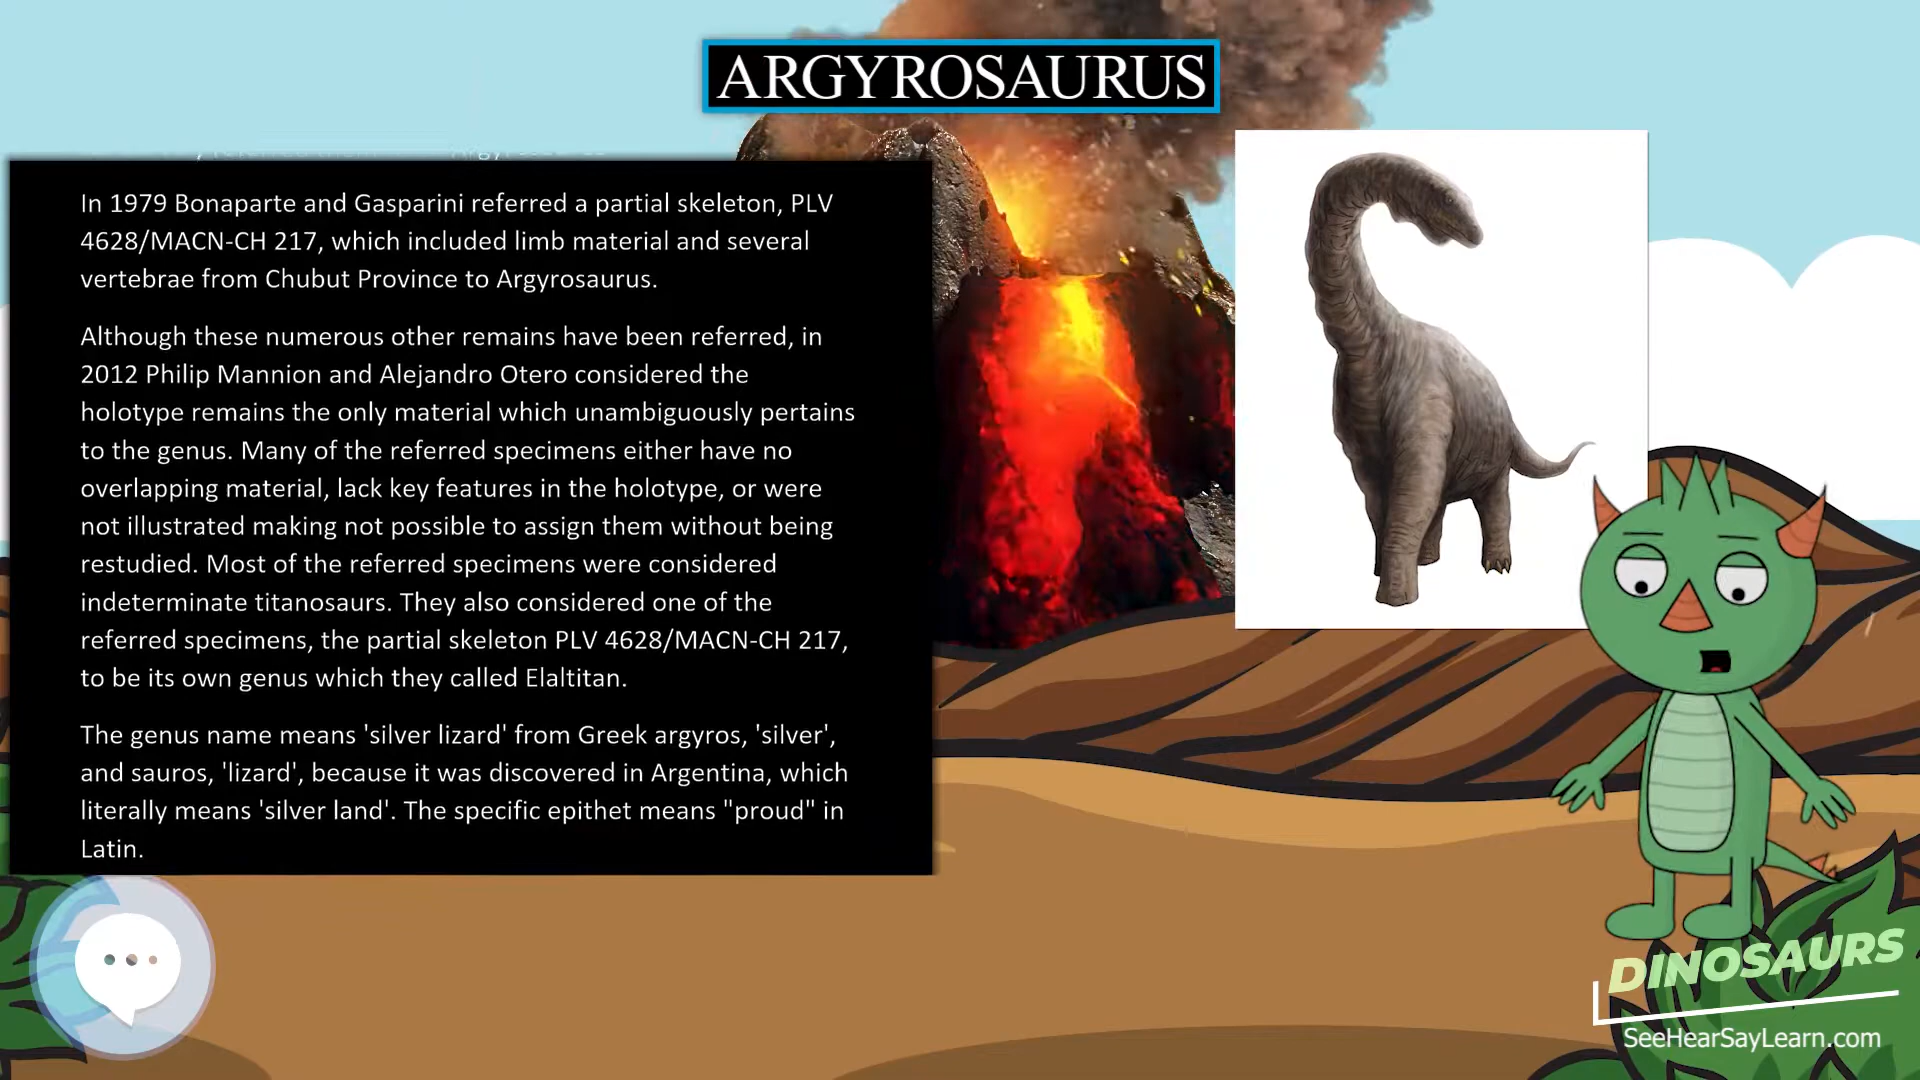 ARGYROSAURUS
In 1979 Bonaparte and Gasparini referred a partial skeleton, PLV
4628/MACN-CH 217, which included limb material and several
vertebrae from Chubut Province to Argyrosaurus.
Although these numerous other remains have been referred, in
2012 Philip Mannion and Alejandro Otero considered the
holotype remains the only material which unambiguously pertains
to the genus. Many of the referred specimens either have no
overlapping material, lack key features in the holotype, or were
not illustrated making not possible to assign them without being
restudied. Most of the referred specimens were considered
indeterminate titanosaurs. They also considered one of the
referred specimens, the partial skeleton PLV 4628/MACN-CH 217,
to be its own genus which they called Elaltitan.
The genus name means 'silver lizard' from Greek argyros, 'silver',
and sauros, 'lizard', because it was discovered in Argentina, which
literally means 'silver land'. The specific epithet means "proud" in
Latin.
DINOSAURS
SeeHearSayLearn.com